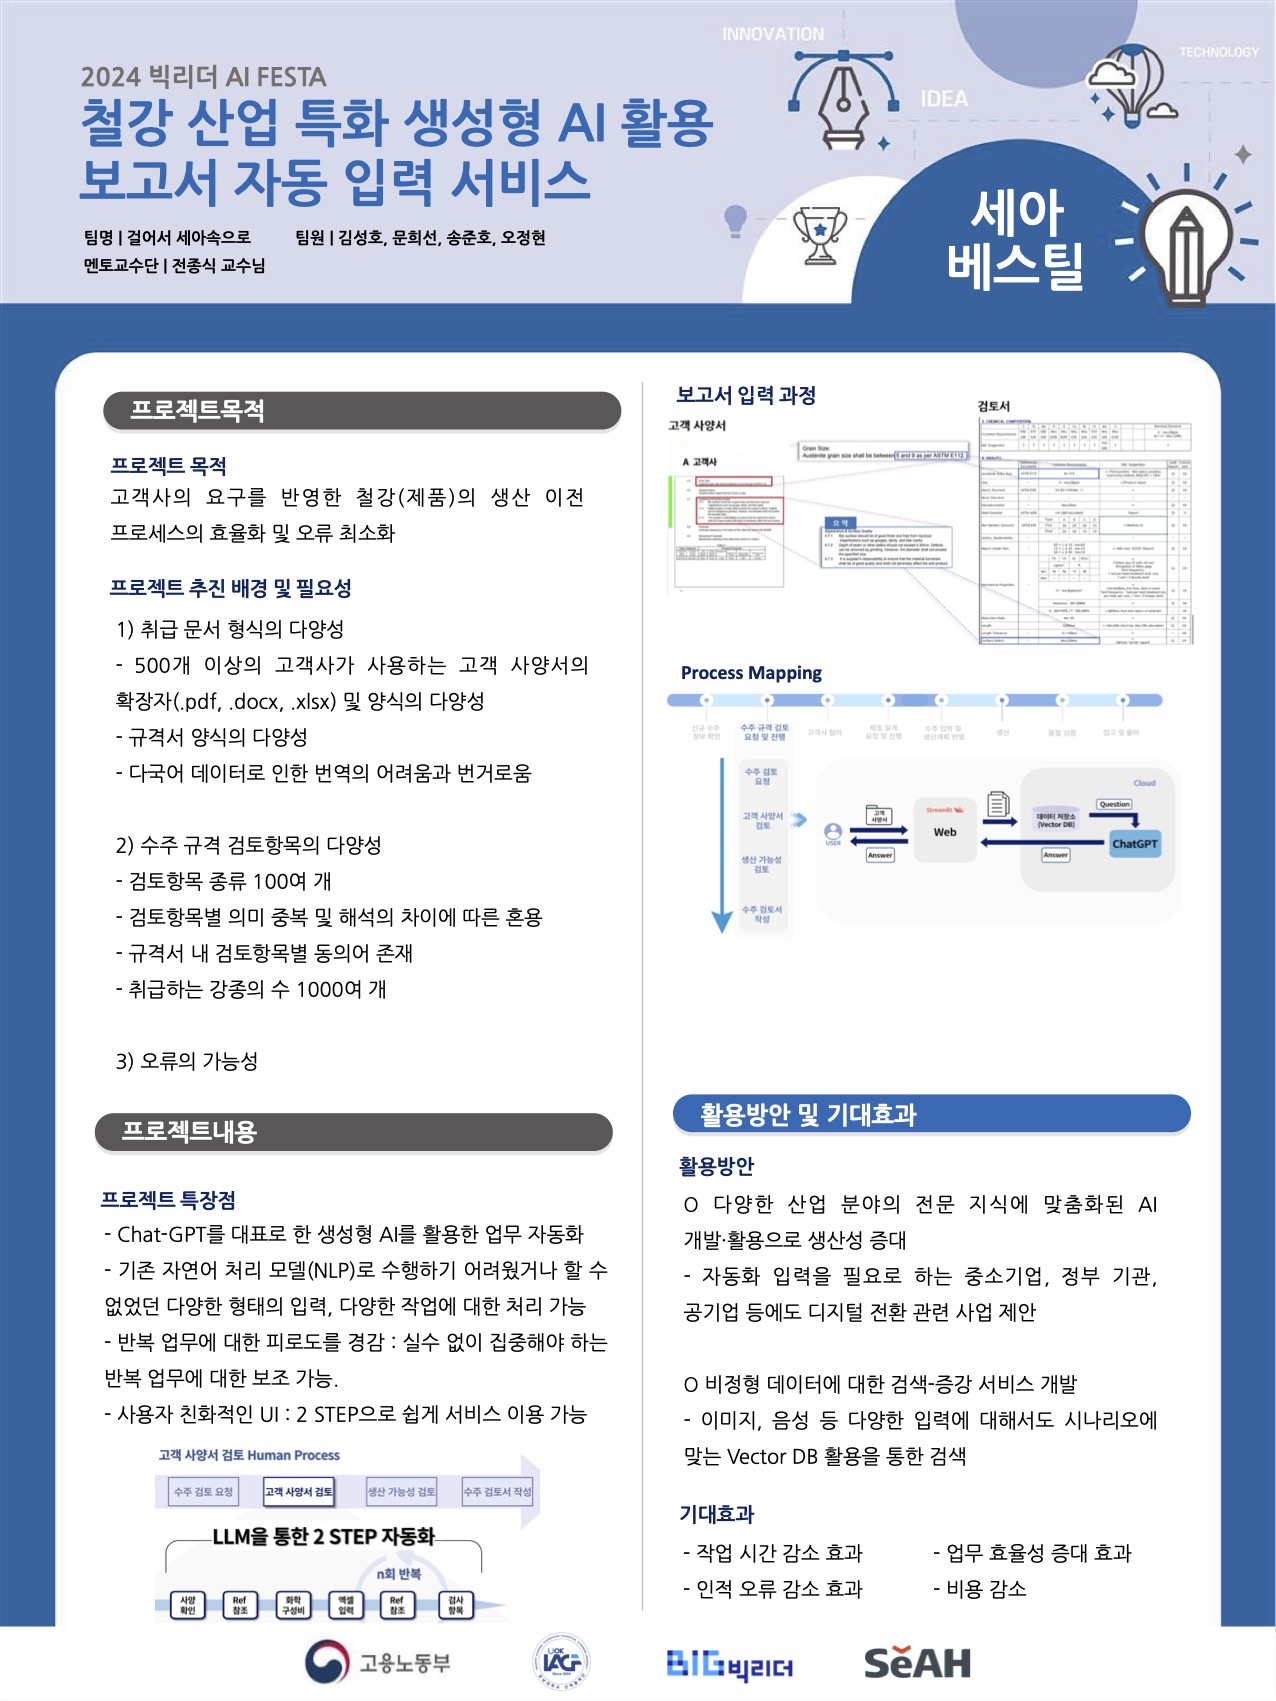 INNOVATION
IDEA
TECHNOLOGY
2024 빅리더 AI FESTA
철강 산업 특화 생성형 AI 활용
보고서 자동 입력 서비스
팀명 | 걸어서 세아속으로 팀원 | 김성호, 문희선, 송준호, 오정현
멘토교수단 | 전종식 교수님
세아
베스틸
프로젝트목적
프로젝트 목적
고객사의 요구를 반영한 철강(제품)의 생산 이전
프로세스의 효율화 및 오류 최소화
프로젝트 추진 배경 및 필요성
1) 취급 문서 형식의 다양성
- 500개 이상의 고객사가 사용하는 고객 사양서의
확장자(.pdf, .docx, .xlsx) 및 양식의 다양성
- 규격서 양식의 다양성
- 다국어 데이터로 인한 번역의 어려움과 번거로움
2) 수주 규격 검토항목의 다양성
- 검토항목 종류 100여 개
- 검토항목별 의미 중복 및 해석의 차이에 따른 혼용
- 규격서 내 검토항목별 동의어 존재
- 취급하는 강종의 수 1000여 개
3) 오류의 가능성
프로젝트내용
프로젝트 특장점
- Chat-GPT를 대표로 한 생성형 AI를 활용한 업무 자동화
- 기존 자연어 처리 모델(NLP)로 수행하기 어려웠거나 할 수
없었던 다양한 형태의 입력, 다양한 작업에 대한 처리 가능
- 반복 업무에 대한 피로도를 경감 : 실수 없이 집중해야 하는
반복 업무에 대한 보조 가능.
- 사용자 친화적인 UI : 2 STEP으로 쉽게 서비스 이용 가능
고객 사양서 검토 Human Process
수주 검토 요청
고객 사양서 검토
생산 가능성 검토
수주 검토서 작성
LLM을 통한 2 STEP 자동화
n회 반복
사양
확인
Ref
참조
화학
구성비
엑셀
입력
Ref
참조
검사
항목
보고서 입력 과정
고객 사양서
검토서
A 고객사
Grain Size:
Austenite grain size shall be between 5 and 9 as per ASTM E112.
요 약
Process Mapping
신규 수주
정보 확인
수주 규격 검토
요청 및 진행
고객사 협의
제조 설계
요청 및 진행
수주 입력 및
생산계획 반영
생산
품질 검증
입고 및 출하
수주 검토
요청
고객 사양서
검토
생산 가능성
검토
수주 검토서
작성
USER
고객
사양서
Answer
Streamlit
Web
Cloud
데이터 저장소
(Vector DB)
Question
ChatGPT
Answer
활용방안 및 기대효과
활용방안
O 다양한 산업 분야의 전문 지식에 맞춤화된 AI
개발·활용으로 생산성 증대
- 자동화 입력을 필요로 하는 중소기업, 정부 기관,
공기업 등에도 디지털 전환 관련 사업 제안
O 비정형 데이터에 대한 검색-증강 서비스 개발
- 이미지, 음성 등 다양한 입력에 대해서도 시나리오에
맞는 Vector DB 활용을 통한 검색
기대효과
- 작업 시간 감소 효과 - 업무 효율성 증대 효과
- 인적 오류 감소 효과 - 비용 감소
고용노동부
BIG 빅리더
SeAH